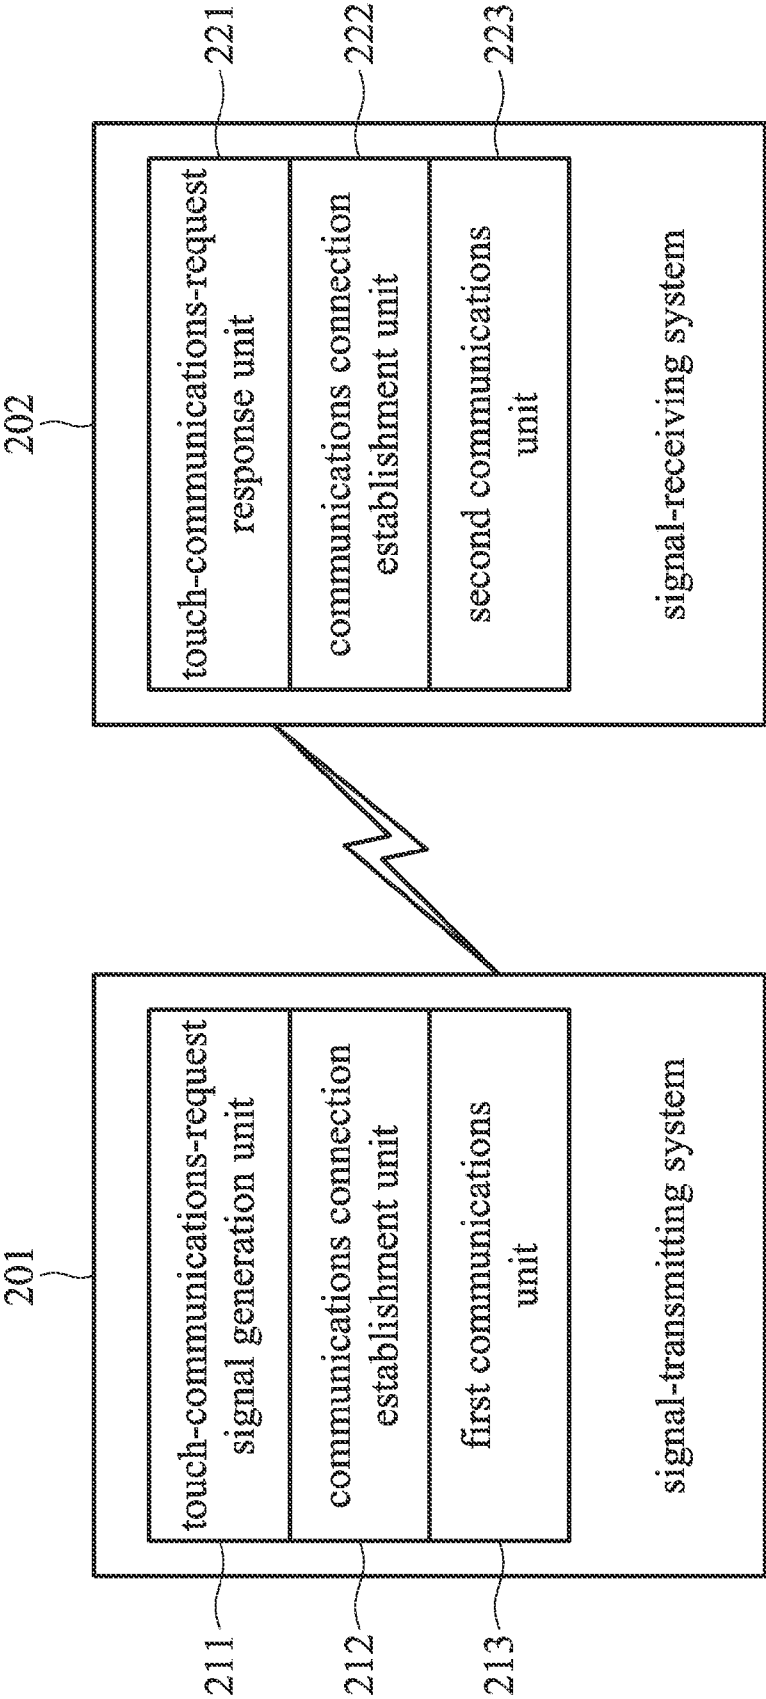 201
211
touch-communications-request
signal generation unit
212
communications connection
establishment unit
213
first communications
unit
signal-transmitting system
202
touch-communications-request
response unit
221
communications connection
establishment unit
222
second communications
unit
223
signal-receiving system